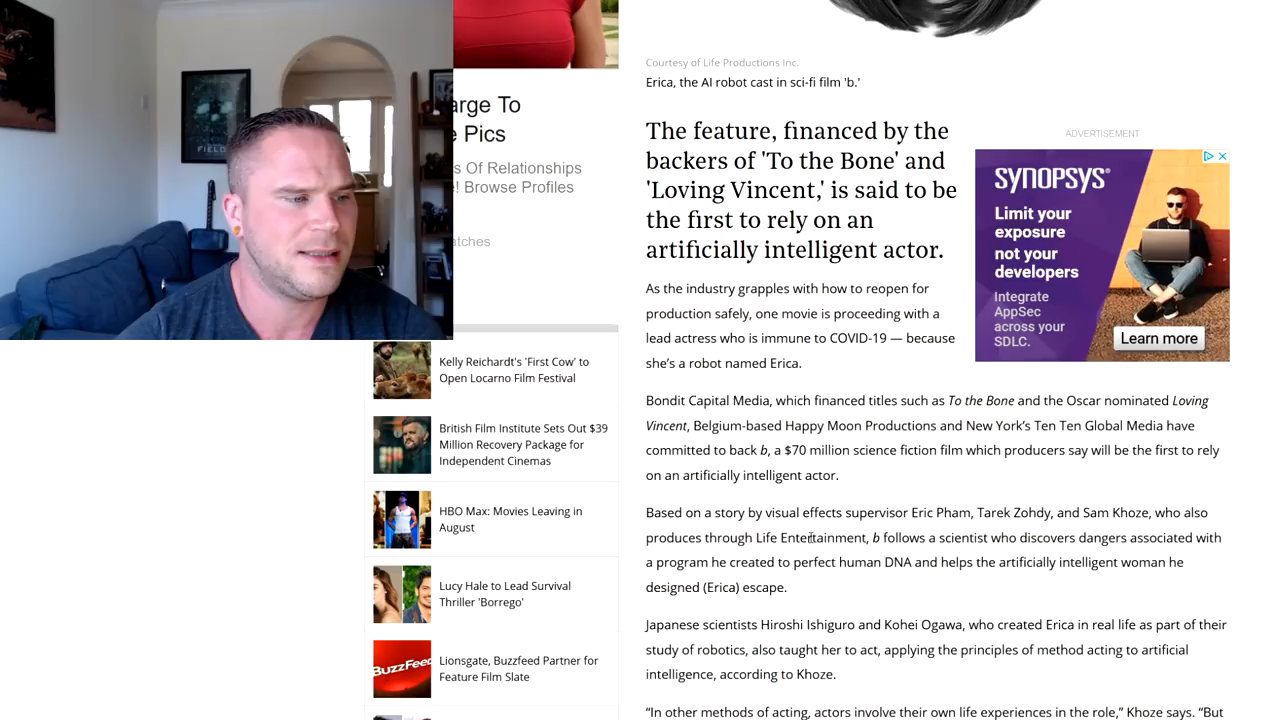 FIELD
arge To
e Pics
s Of Relationships
e! Browse Profiles
atches
Kelly Reichardt's 'First Cow' to
Open Locarno Film Festival
British Film Institute Sets Out $39
Million Recovery Package for
Independent Cinemas
HBO Max: Movies Leaving in
August
Lucy Hale to Lead Survival
Thriller 'Borrego'
BuzzFeed
Lionsgate, Buzzfeed Partner for
Feature Film Slate
Courtesy of Life Productions Inc.
Erica, the AI robot cast in sci-fi film 'b.'
The feature, financed by the
backers of 'To the Bone' and
'Loving Vincent,' is said to be
the first to rely on an
artificially intelligent actor.
ADVERTISEMENT
SYNOPSYS®
Limit your
exposure
not your
developers
Integrate
AppSec
across your
SDLC.
Learn more
As the industry grapples with how to reopen for
production safely, one movie is proceeding with a
lead actress who is immune to COVID-19 — because
she's a robot named Erica.
Bondit Capital Media, which financed titles such as To the Bone and the Oscar nominated Loving
Vincent, Belgium-based Happy Moon Productions and New York's Ten Ten Global Media have
committed to back b, a $70 million science fiction film which producers say will be the first to rely
on an artificially intelligent actor.
Based on a story by visual effects supervisor Eric Pham, Tarek Zohdy, and Sam Khoze, who also
produces through Life Entertainment, b follows a scientist who discovers dangers associated with
a program he created to perfect human DNA and helps the artificially intelligent woman he
designed (Erica) escape.
Japanese scientists Hiroshi Ishiguro and Kohei Ogawa, who created Erica in real life as part of their
study of robotics, also taught her to act, applying the principles of method acting to artificial
intelligence, according to Khoze.
“In other methods of acting, actors involve their own life experiences in the role,” Khoze says. “But